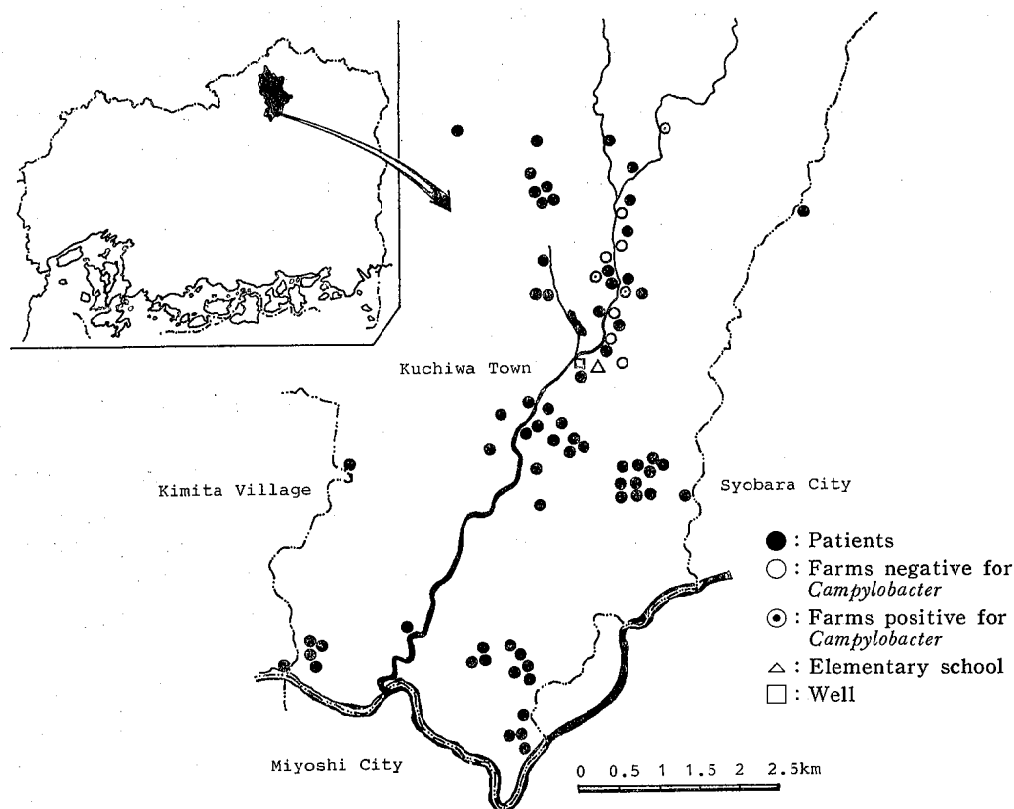 Kuchiwa Town
Kimita Village
Syobara City
: Patients
: Farms negative for
Campylobacter
: Farms positive for
Campylobacter
: Elementary school
: Well
Miyoshi City
0 0.5 1 1.5 2 2.5km